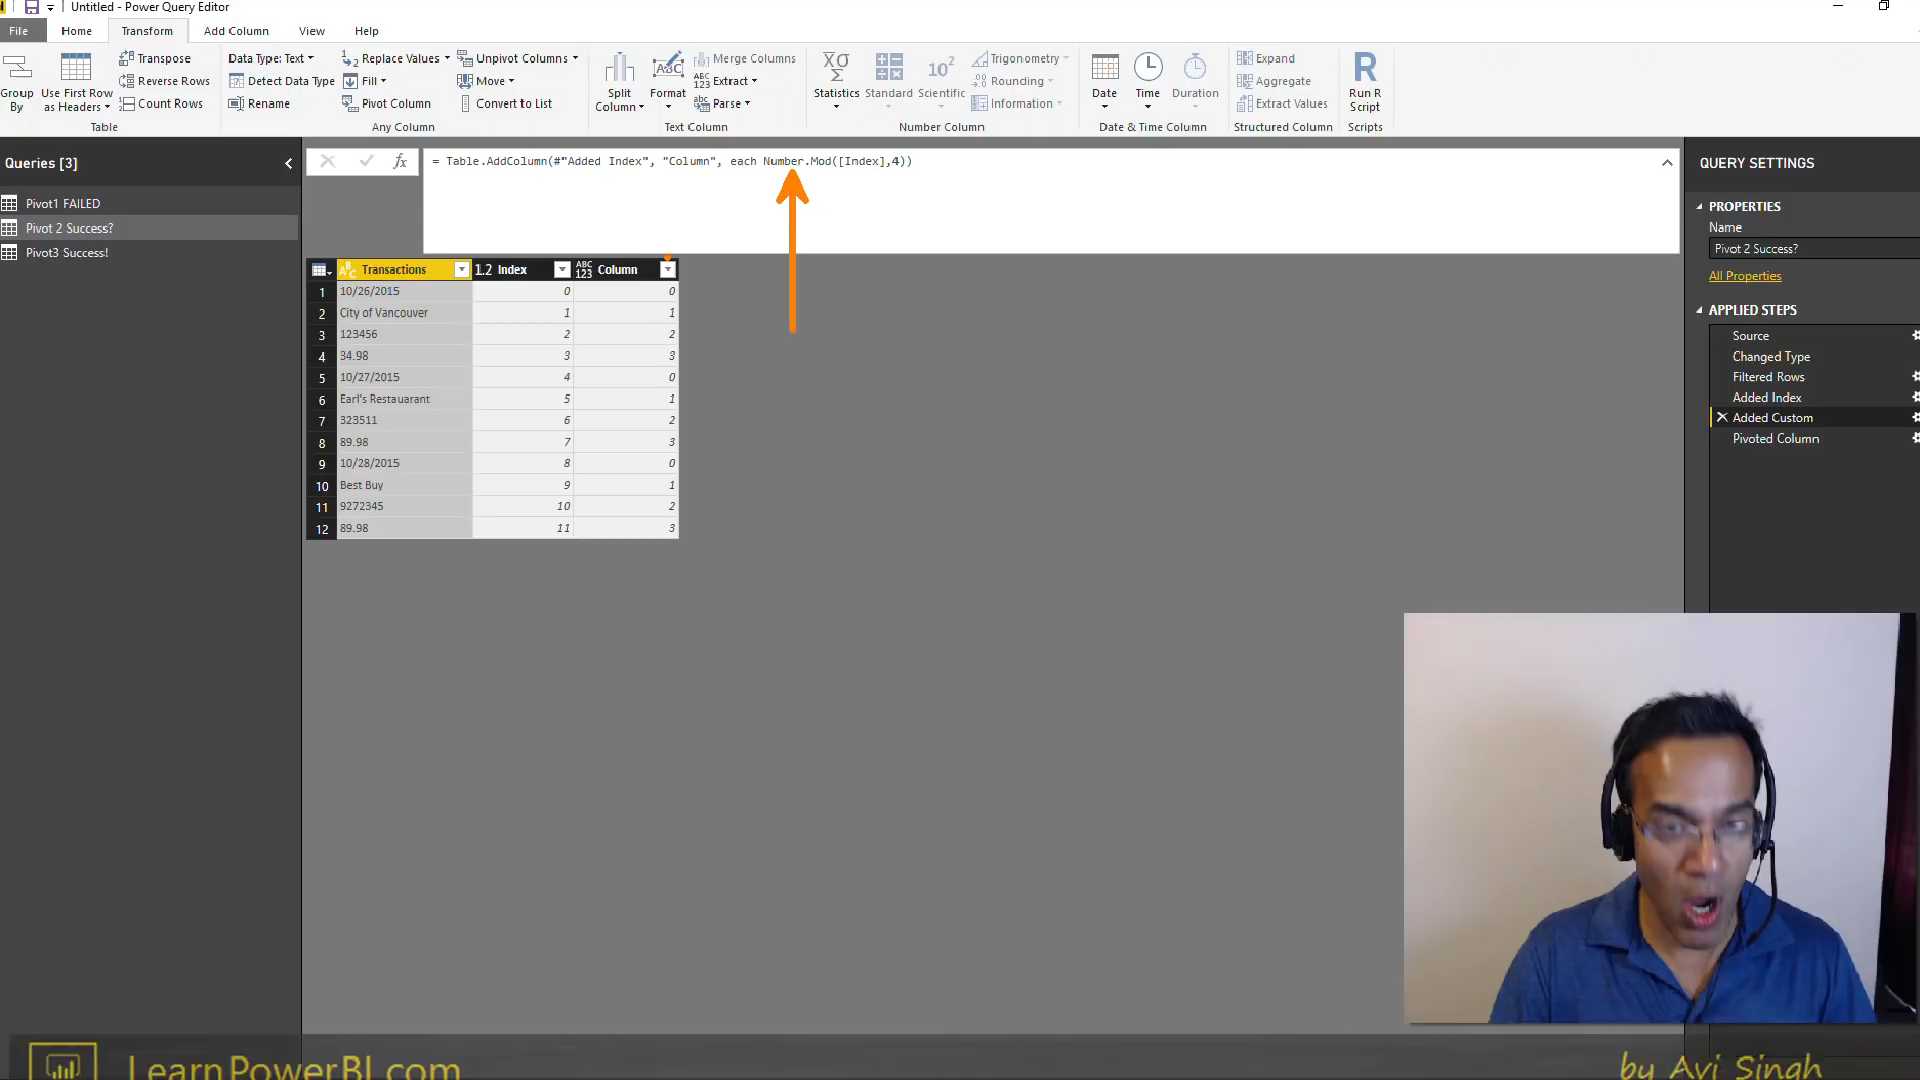 Untitled - Power Query Editor
File Home Transform Add Column View Help
Group By
Use First Row as Headers
Transpose
Reverse Rows
Count Rows
Table
Data Type: Text
Detect Data Type
Rename
Replace Values
Fill
Pivot Column
Unpivot Columns
Move
Convert to List
Any Column
Split Column
Format
Merge Columns
Extract
Parse
Text Column
Statistics
Standard
Scientific
Trigonometry
Rounding
Information
Number Column
Date
Time
Duration
Date & Time Column
Expand
Aggregate
Extract Values
Structured Column
Run R Script
Scripts
Queries [3]
Pivot1 FAILED
Pivot 2 Success?
Pivot3 Success!
= Table.AddColumn(#"Added Index", "Column", each Number.Mod([Index],4))
Transactions 1.2 Index ABC 123 Column
1 10/26/2015 0 0
2 City of Vancouver 1 1
3 123456 2 2
4 34.98 3 3
5 10/27/2015 4 0
6 Earl's Restauarant 5 1
7 323511 6 2
8 89.98 7 3
9 10/28/2015 8 0
10 Best Buy 9 1
11 9272345 10 2
12 89.98 11 3
QUERY SETTINGS
PROPERTIES
Name
Pivot 2 Success?
All Properties
APPLIED STEPS
Source
Changed Type
Filtered Rows
Added Index
Added Custom
Pivoted Column
LearnPowerBI.com
by Avi Singh